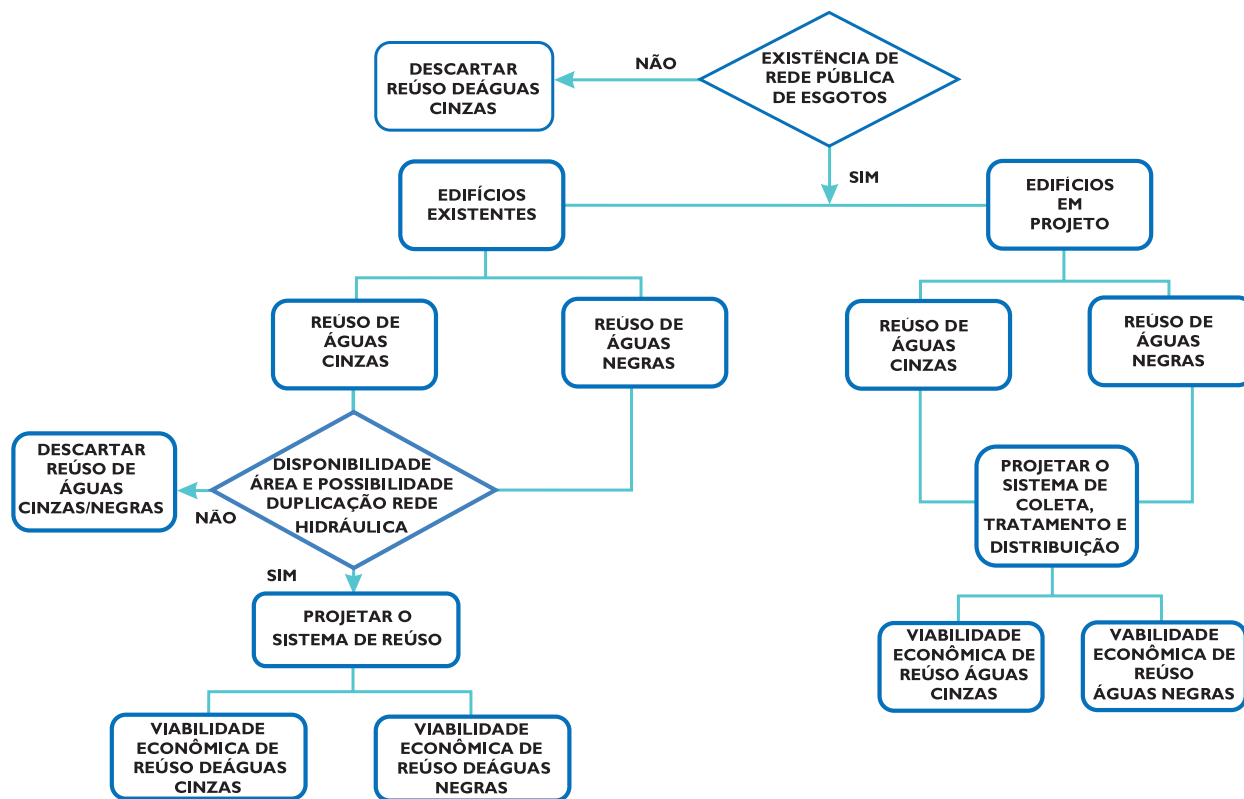 EXISTÊNCIA DE
REDE PÚBLICA
DE ESGOTOS
NÃO
DESCARTAR
REÚSO DEÁGUAS
CINZAS
SIM
EDIFÍCIOS
EXISTENTES
EDIFÍCIOS
EM
PROJETO
REÚSO DE
ÁGUAS
CINZAS
REÚSO DE
ÁGUAS
NEGRAS
REÚSO DE
ÁGUAS
CINZAS
REÚSO DE
ÁGUAS
NEGRAS
DISPONIBILIDADE
ÁREA E POSSIBILIDADE
DUPLICAÇÃO REDE
HIDRÁULICA
NÃO
DESCARTAR
REÚSO DE
ÁGUAS
CINZAS/NEGRAS
SIM
PROJETAR O
SISTEMA DE REÚSO
VIABILIDADE
ECONÔMICA DE
REÚSO DEÁGUAS
CINZAS
VIABILIDADE
ECONÔMICA DE
REÚSO DEÁGUAS
NEGRAS
PROJETAR O
SISTEMA DE
COLETA,
TRATAMENTO E
DISTRIBUIÇÃO
VIABILIDADE
ECONÔMICA DE
REÚSO ÁGUAS
CINZAS
VABILIDADE
ECONÔMICA DE
REÚSO
ÁGUAS NEGRAS